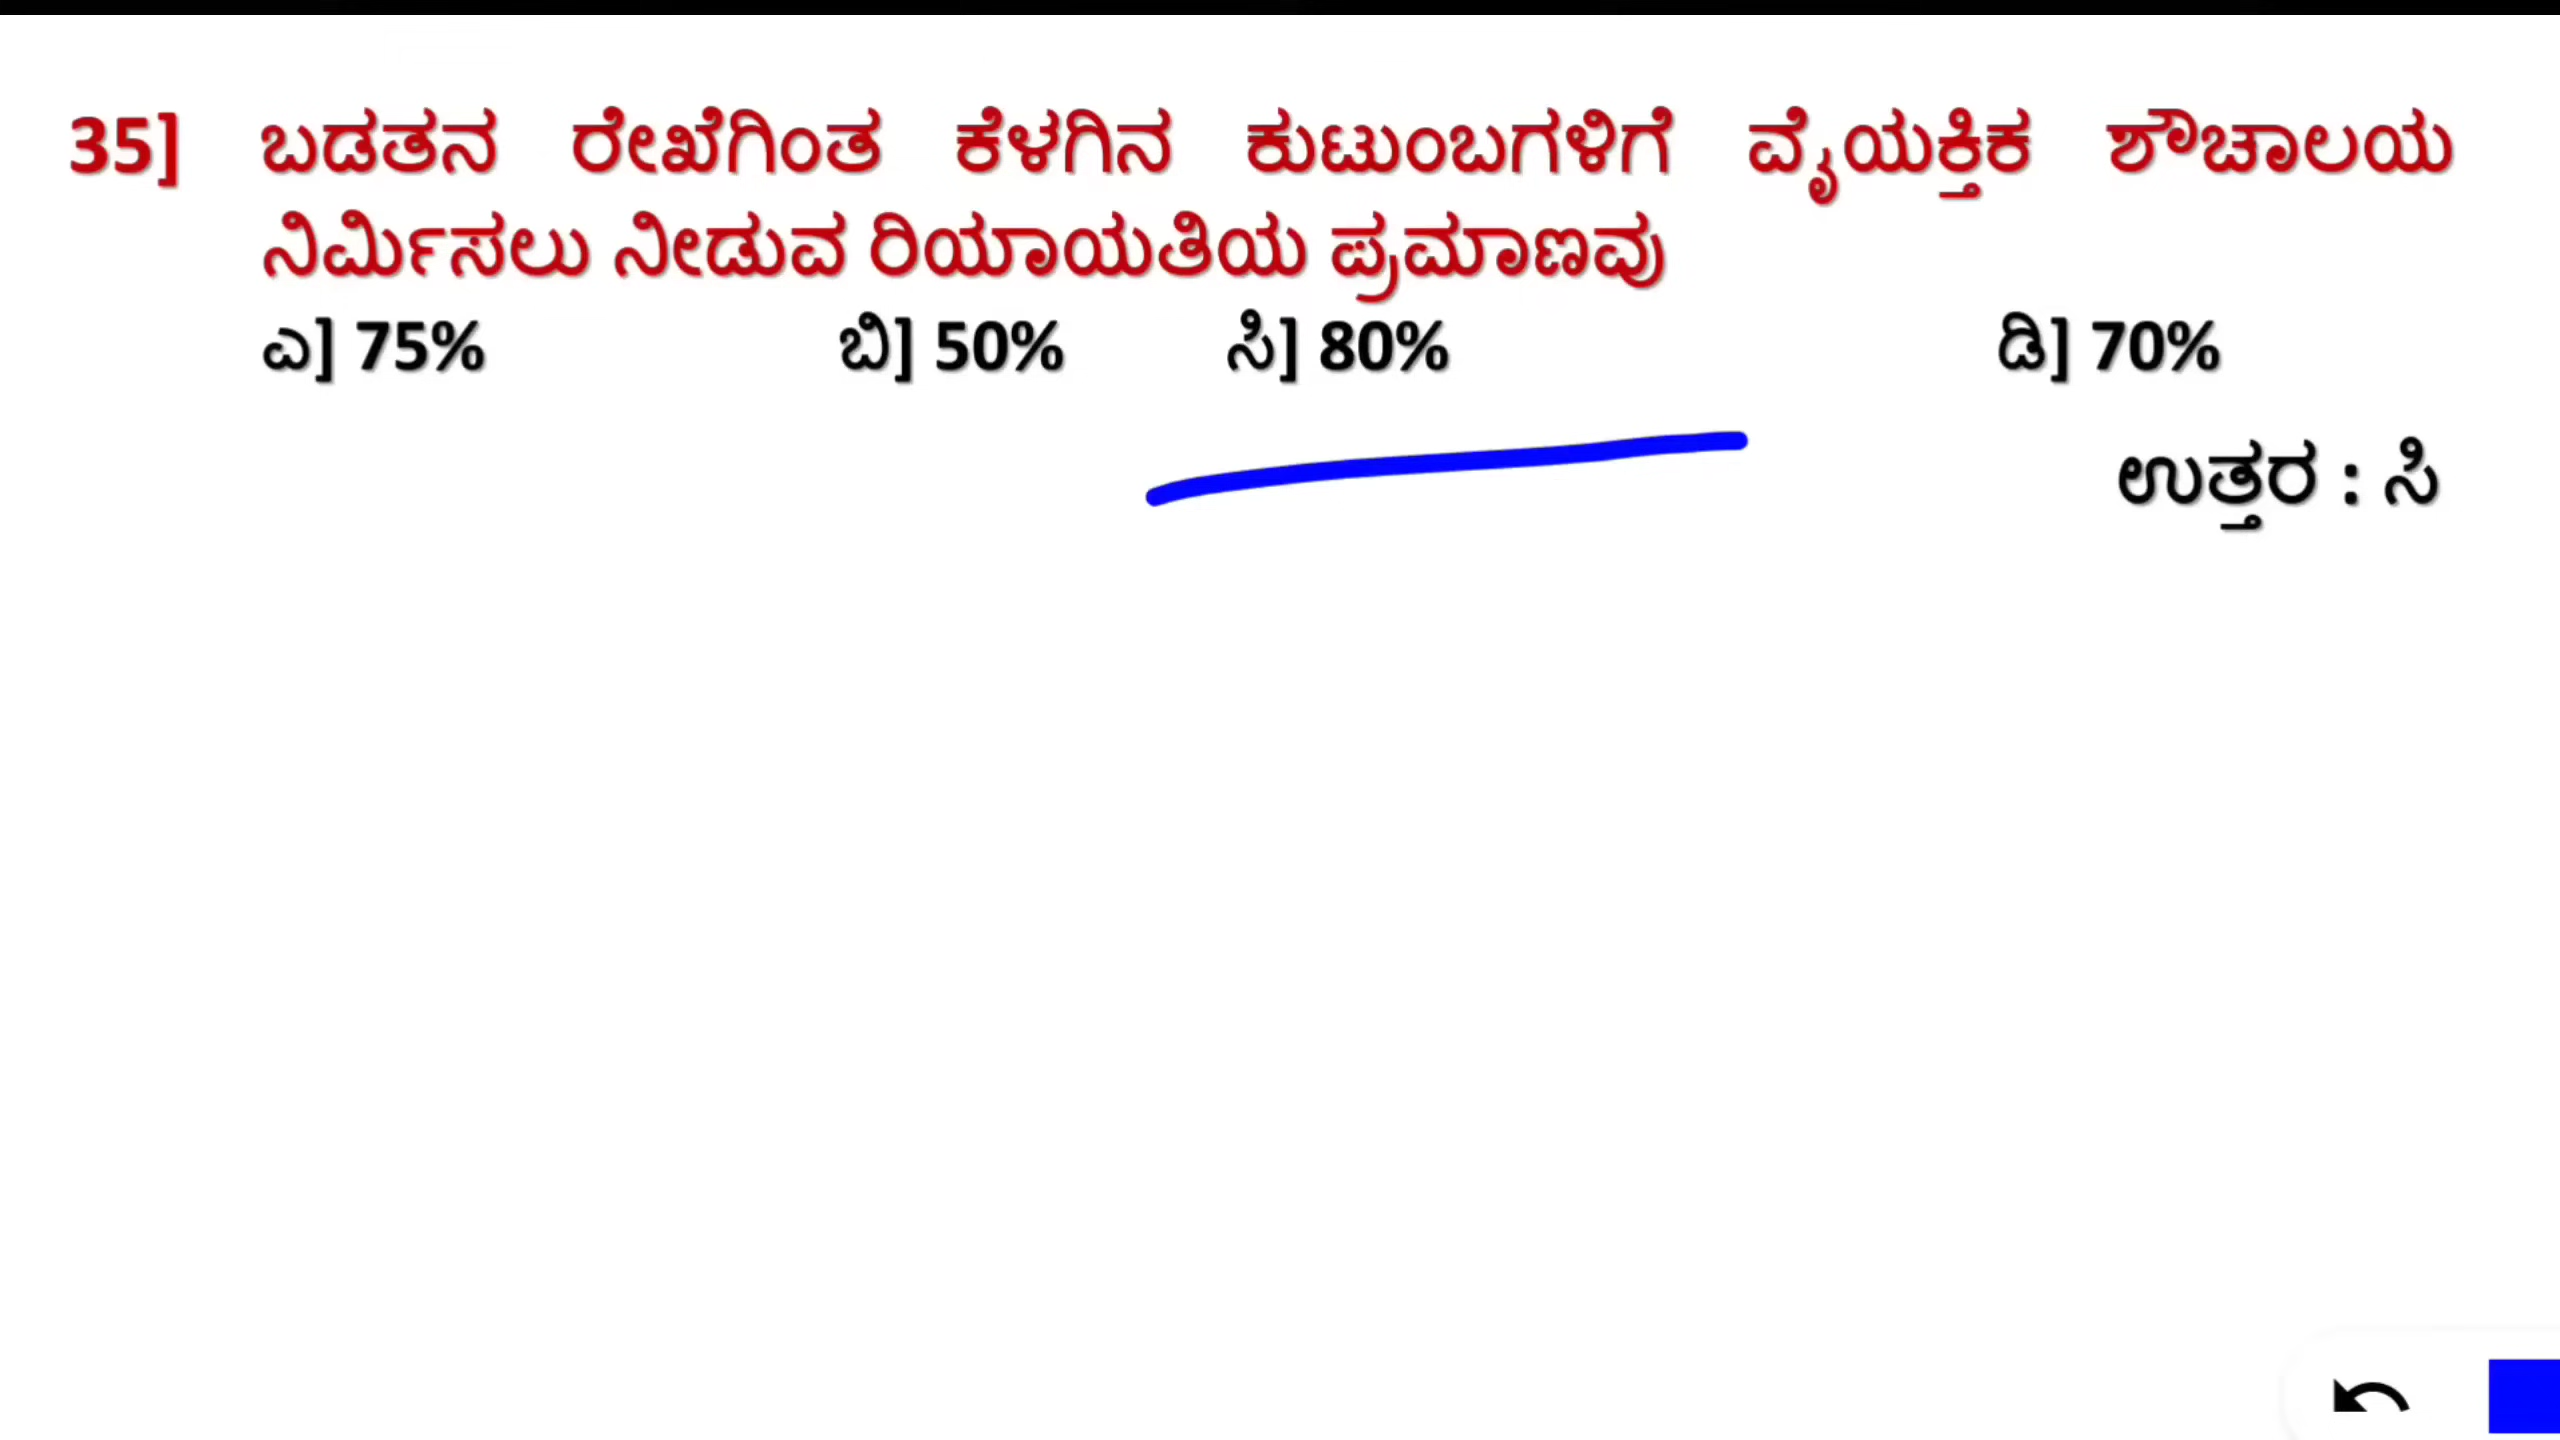 35] ಬಡತನ ರೇಖೆಗಿಂತ ಕೆಳಗಿನ ಕುಟುಂಬಗಳಿಗೆ ವೈಯಕ್ತಿಕ ಶೌಚಾಲಯ
ನಿರ್ಮಿಸಲು ನೀಡುವ ರಿಯಾಯತಿಯ ಪ್ರಮಾಣವು
ಎ] 75% ಬಿ] 50% ಸಿ] 80% ಡಿ] 70%
ಉತ್ತರ : ಸಿ